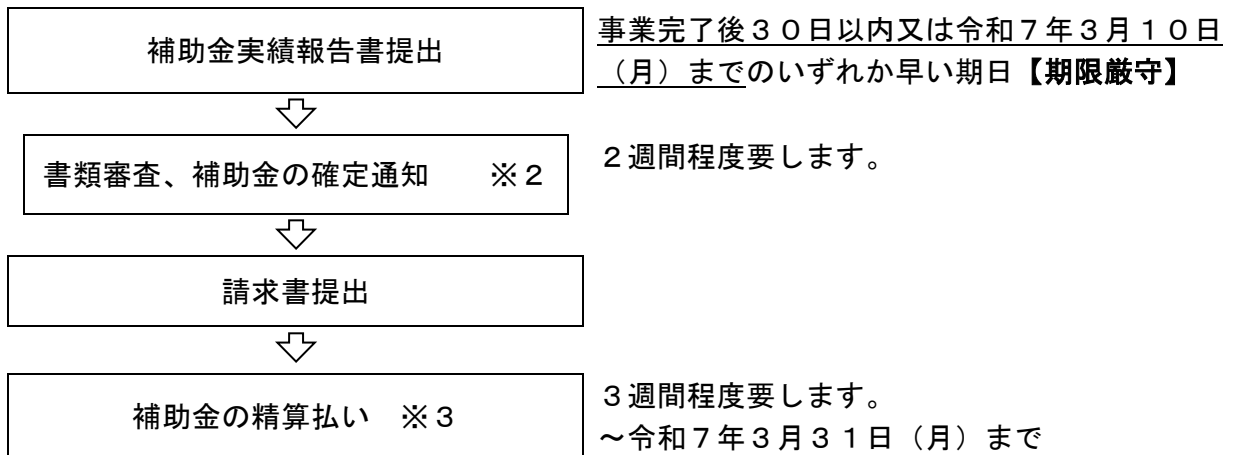 補助金実績報告書提出
事業完了後３０日以内又は令和７年３月１０日
（月）までのいずれか早い期日【期限厳守】
書類審査、補助金の確定通知　　※２
２週間程度要します。
請求書提出
補助金の精算払い　※３
３週間程度要します。
～令和７年３月３１日（月）まで